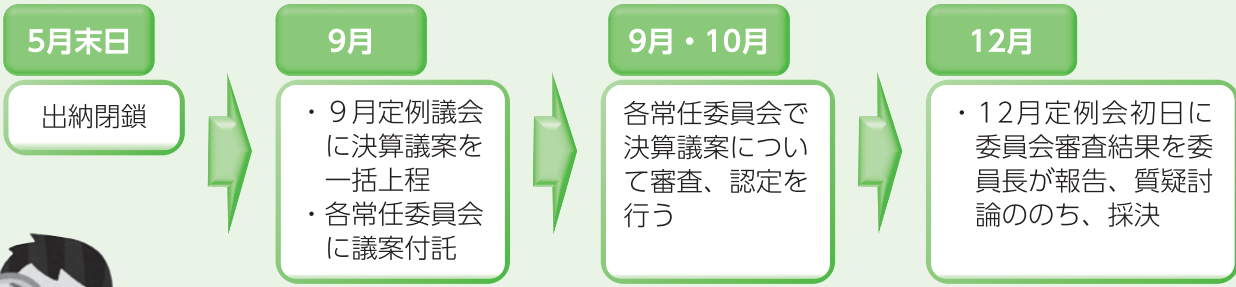 5月末日
出納閉鎖
9月
・9月定例議会
に決算議案を
一括上程
・各常任委員会
に議案付託
9月・10月
各常任委員会で
決算議案につい
て審査、認定を
行う
12月
・12月定例会初日に
委員会審査結果を委
員長が報告、質疑討
論ののち、採決